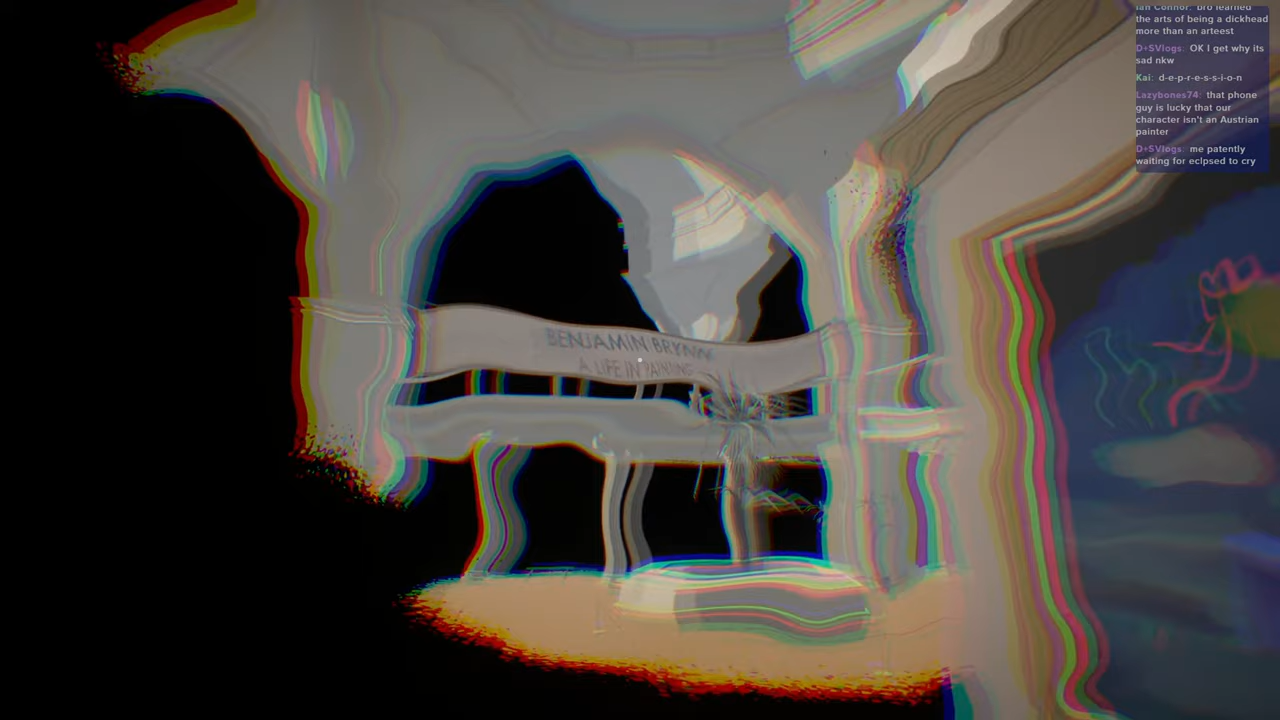 Ian Connor: Bro learned
the arts of being a dickhead
more than an arteest
D+SVlogs: OK I get why its
sad nkw
Kai: d-e-p-r-e-s-s-i-o-n
Lazybones74: that phone
guy is lucky that our
character isn't an Austrian
painter
D+SVlogs: me patently
waiting for eclpsed to cry
BENJAMIN
A LIFE IN PAINTING